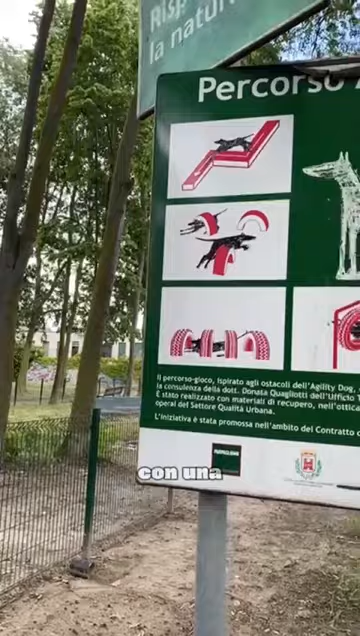 Risp
la natur
Percorso A
Il percorso-gioco, ispirato agli ostacoli dell'Agility Dog,
la consulenza della dott. Donata Quagliotti dell'Ufficio T
È stato realizzato con materiali di recupero, nell'ottic
operai del Settore Qualità Urbana.
L'iniziativa è stata promossa nell'ambito del Contratto d
con una